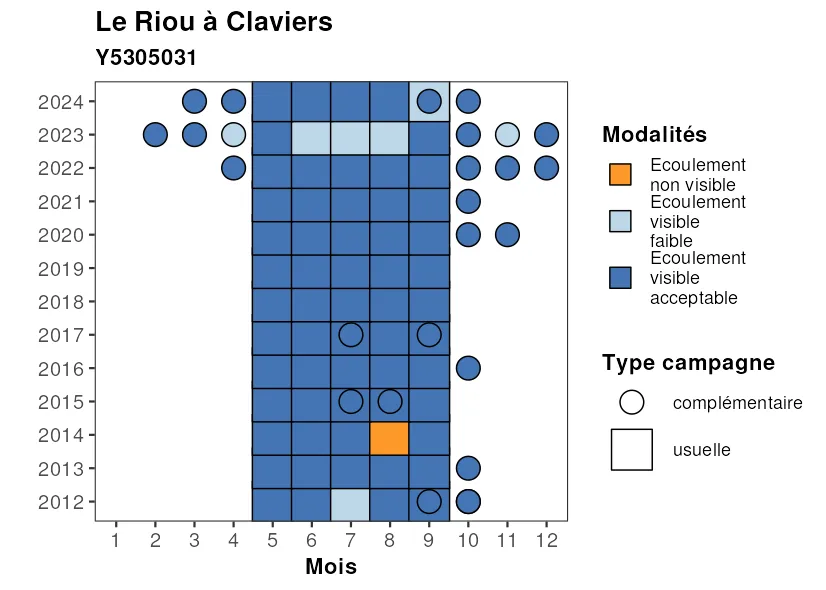 Le Riou à Claviers
Y5305031
2024
2023
2022
2021
2020
2019
2018
2017
2016
2015
2014
2013
2012
1 2 3 4 5 6 7 8 9 10 11 12
Mois
Modalités
Ecoulement
non visible
Ecoulement
visible
faible
Ecoulement
visible
acceptable
Type campagne
complémentaire
usuelle